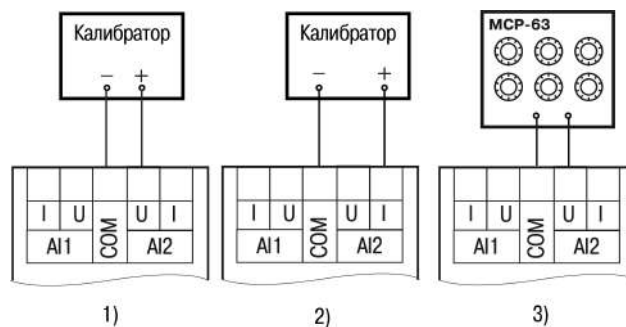 Калибратор
− +
I U COM U I
AI1 AI2
1)
Калибратор
− +
I U COM U I
AI1 AI2
2)
МСР-63
I U COM U I
AI1 AI2
3)